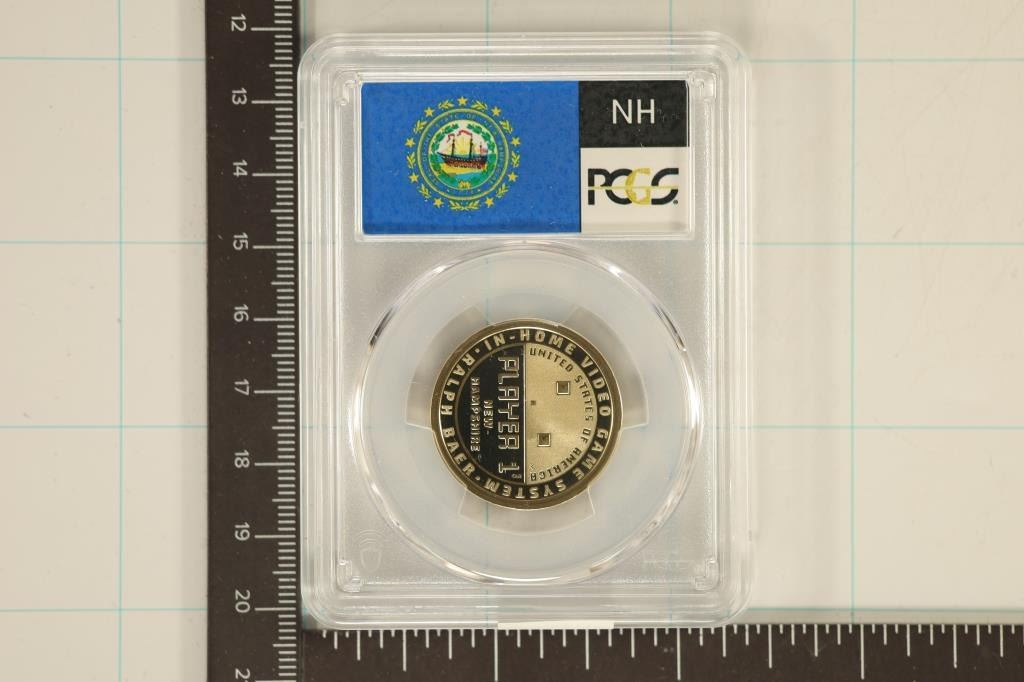 NH
PCGS
IN-HOME VIDEO GAME SYSTEM · RALPH BAER ·
UNITED STATES OF AMERICA
PLAYER 1
NEW
HAMPSHIRE
12
13
14
15
16
17
18
19
20